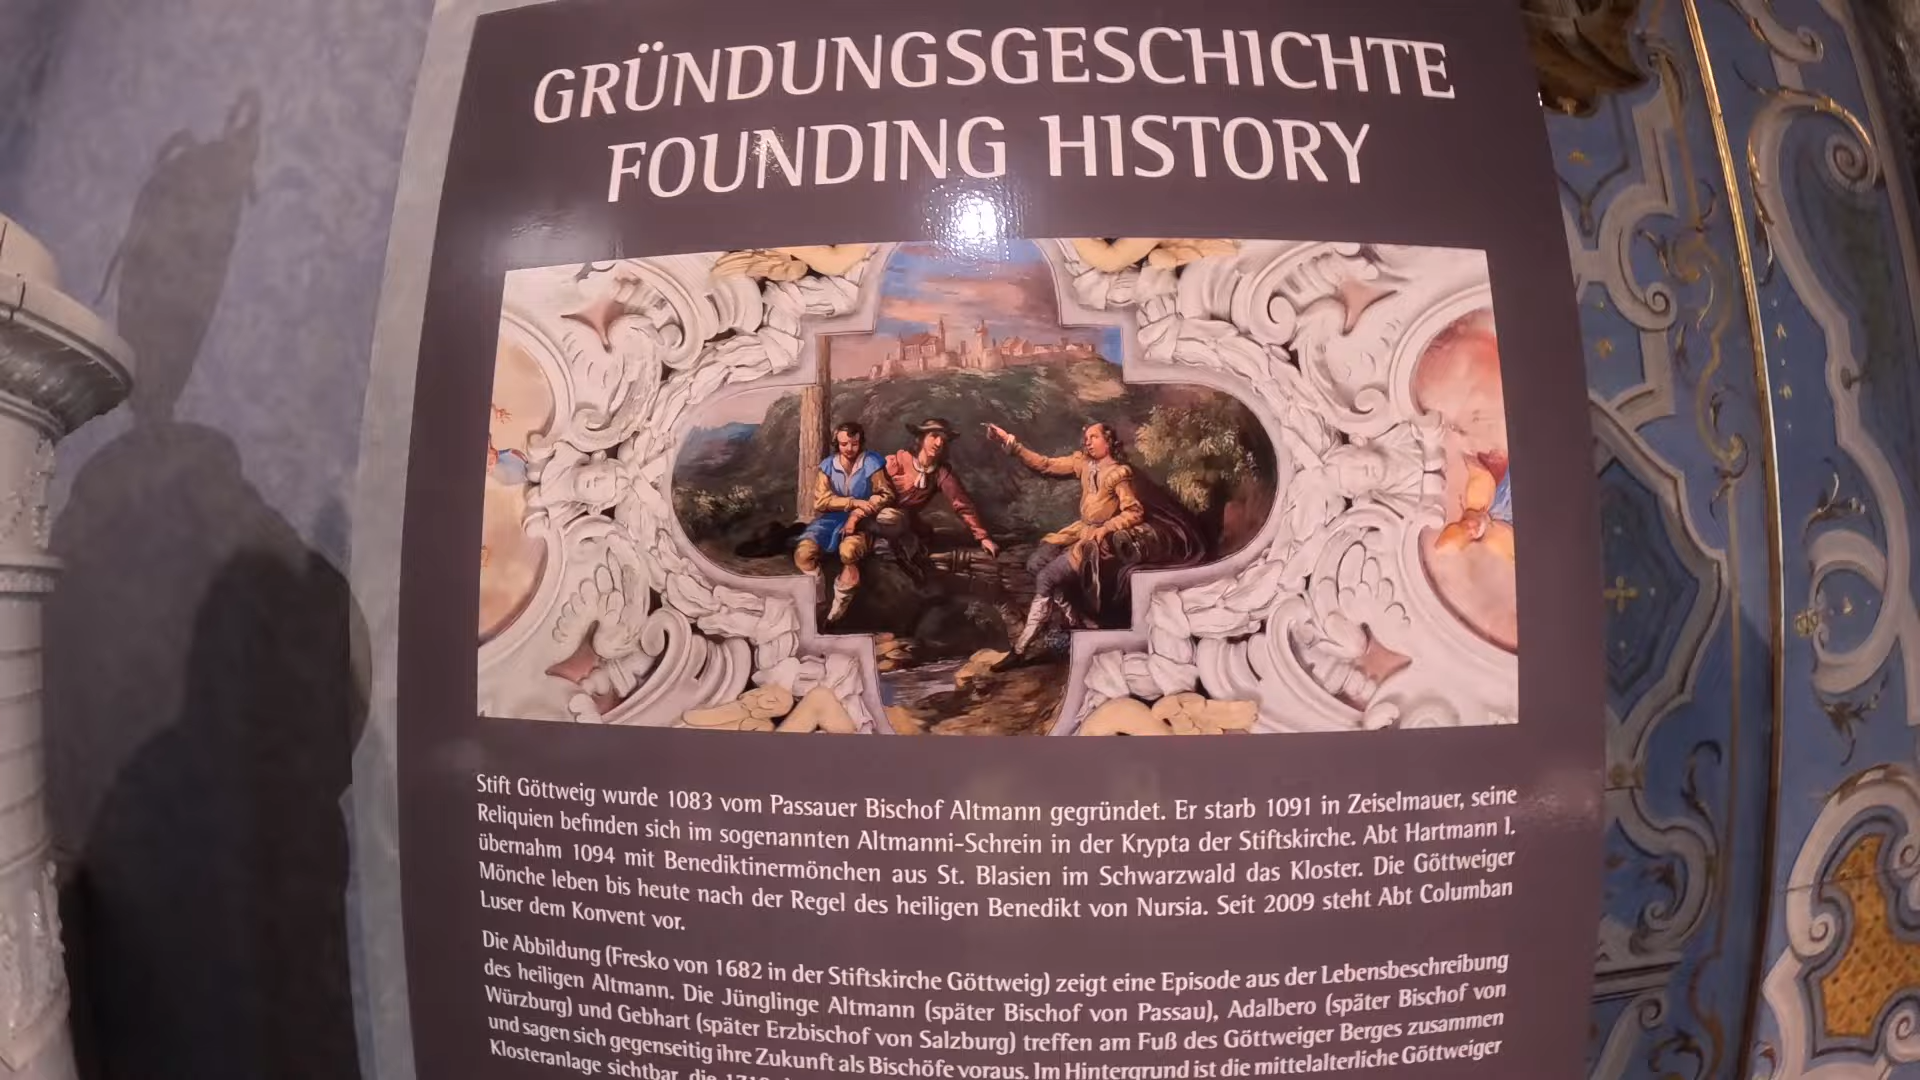 GRÜNDUNGSGESCHICHTE
FOUNDING HISTORY
Stift Göttweig wurde 1083 vom Passauer Bischof Altmann gegründet. Er starb 1091 in Zeiselmauer, seine
Reliquien befinden sich im sogenannten Altmanni-Schrein in der Krypta der Stiftskirche. Abt Hartmann I.
übernahm 1094 mit Benediktinermönchen aus St. Blasien im Schwarzwald das Kloster. Die Göttweiger
Mönche leben bis heute nach der Regel des heiligen Benedikt von Nursia. Seit 2009 steht Abt Columban
Luser dem Konvent vor.
Die Abbildung (Fresko von 1682 in der Stiftskirche Göttweig) zeigt eine Episode aus der Lebensbeschreibung
des heiligen Altmann. Die Jünglinge Altmann (später Bischof von Passau), Adalbero (später Bischof von
Würzburg) und Gebhart (später Erzbischof von Salzburg) treffen am Fuß des Göttweiger Berges zusammen
und sagen sich gegenseitig ihre Zukunft als Bischöfe voraus. Im Hintergrund ist die mittelalterliche Göttweiger
Klosteranlage sichtbar, die